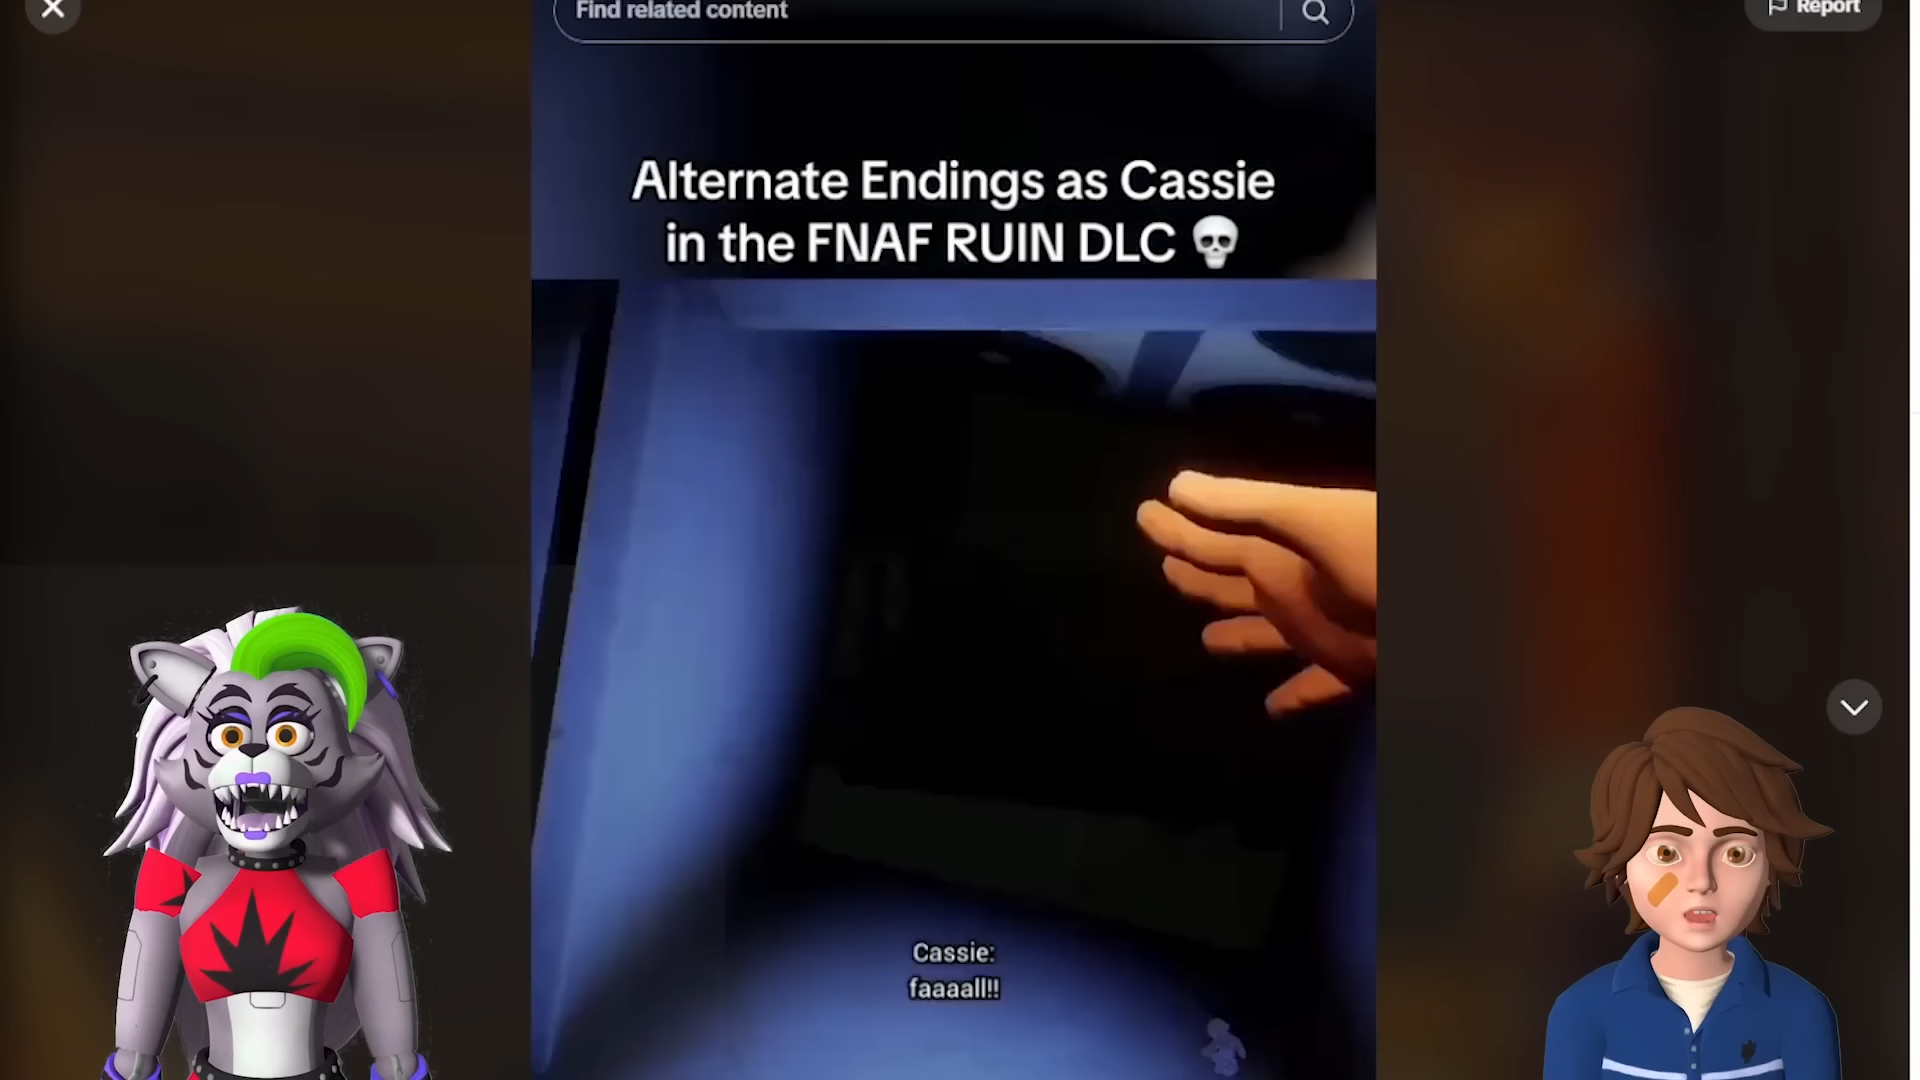 Find related content
Report
Alternate Endings as Cassie
in the FNAF RUIN DLC 💀
Cassie:
faaaall!!